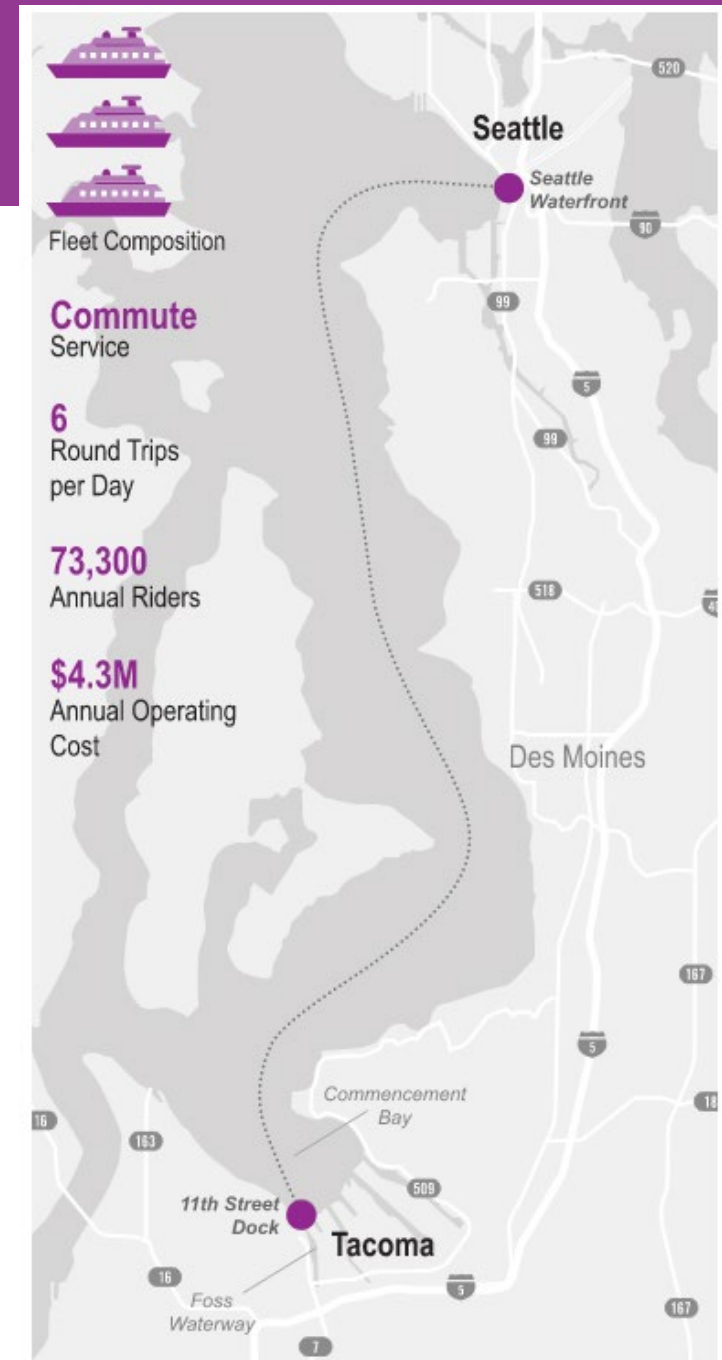 Fleet Composition
Commute
Service
6
Round Trips
per Day
73,300
Annual Riders
$4.3M
Annual Operating
Cost
520
Seattle
Seattle
Waterfront
90
99
5
99
518
Des Moines
167
5
Commencement
Bay
18
16
163
509
11th Street
Dock
Tacoma
16
5
Foss
Waterway
167
7